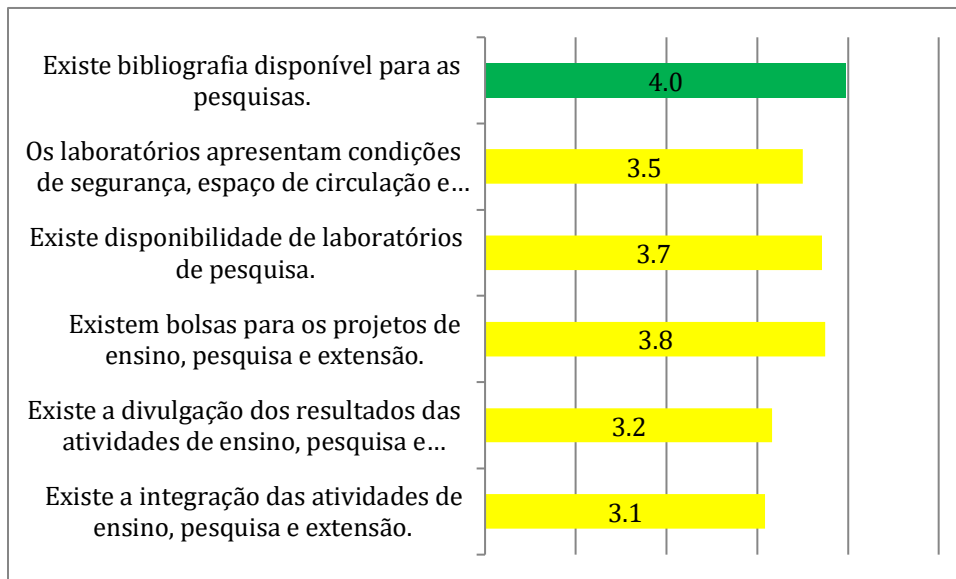 Existe bibliografia disponível para as
pesquisas.
4.0
Os laboratórios apresentam condições
de segurança, espaço de circulação e…
3.5
Existe disponibilidade de laboratórios
de pesquisa.
3.7
Existem bolsas para os projetos de
ensino, pesquisa e extensão.
3.8
Existe a divulgação dos resultados das
atividades de ensino, pesquisa e…
3.2
Existe a integração das atividades de
ensino, pesquisa e extensão.
3.1